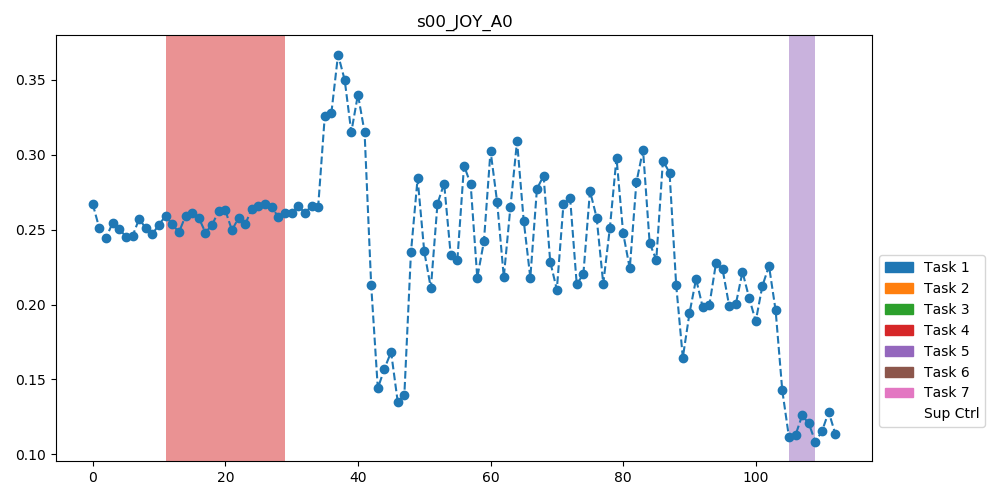 s00_JOY_A0
0.35
0.30
0.25
0.20
0.15
0.10
0
20
40
60
80
100
Task 1
Task 2
Task 3
Task 4
Task 5
Task 6
Task 7
Sup Ctrl